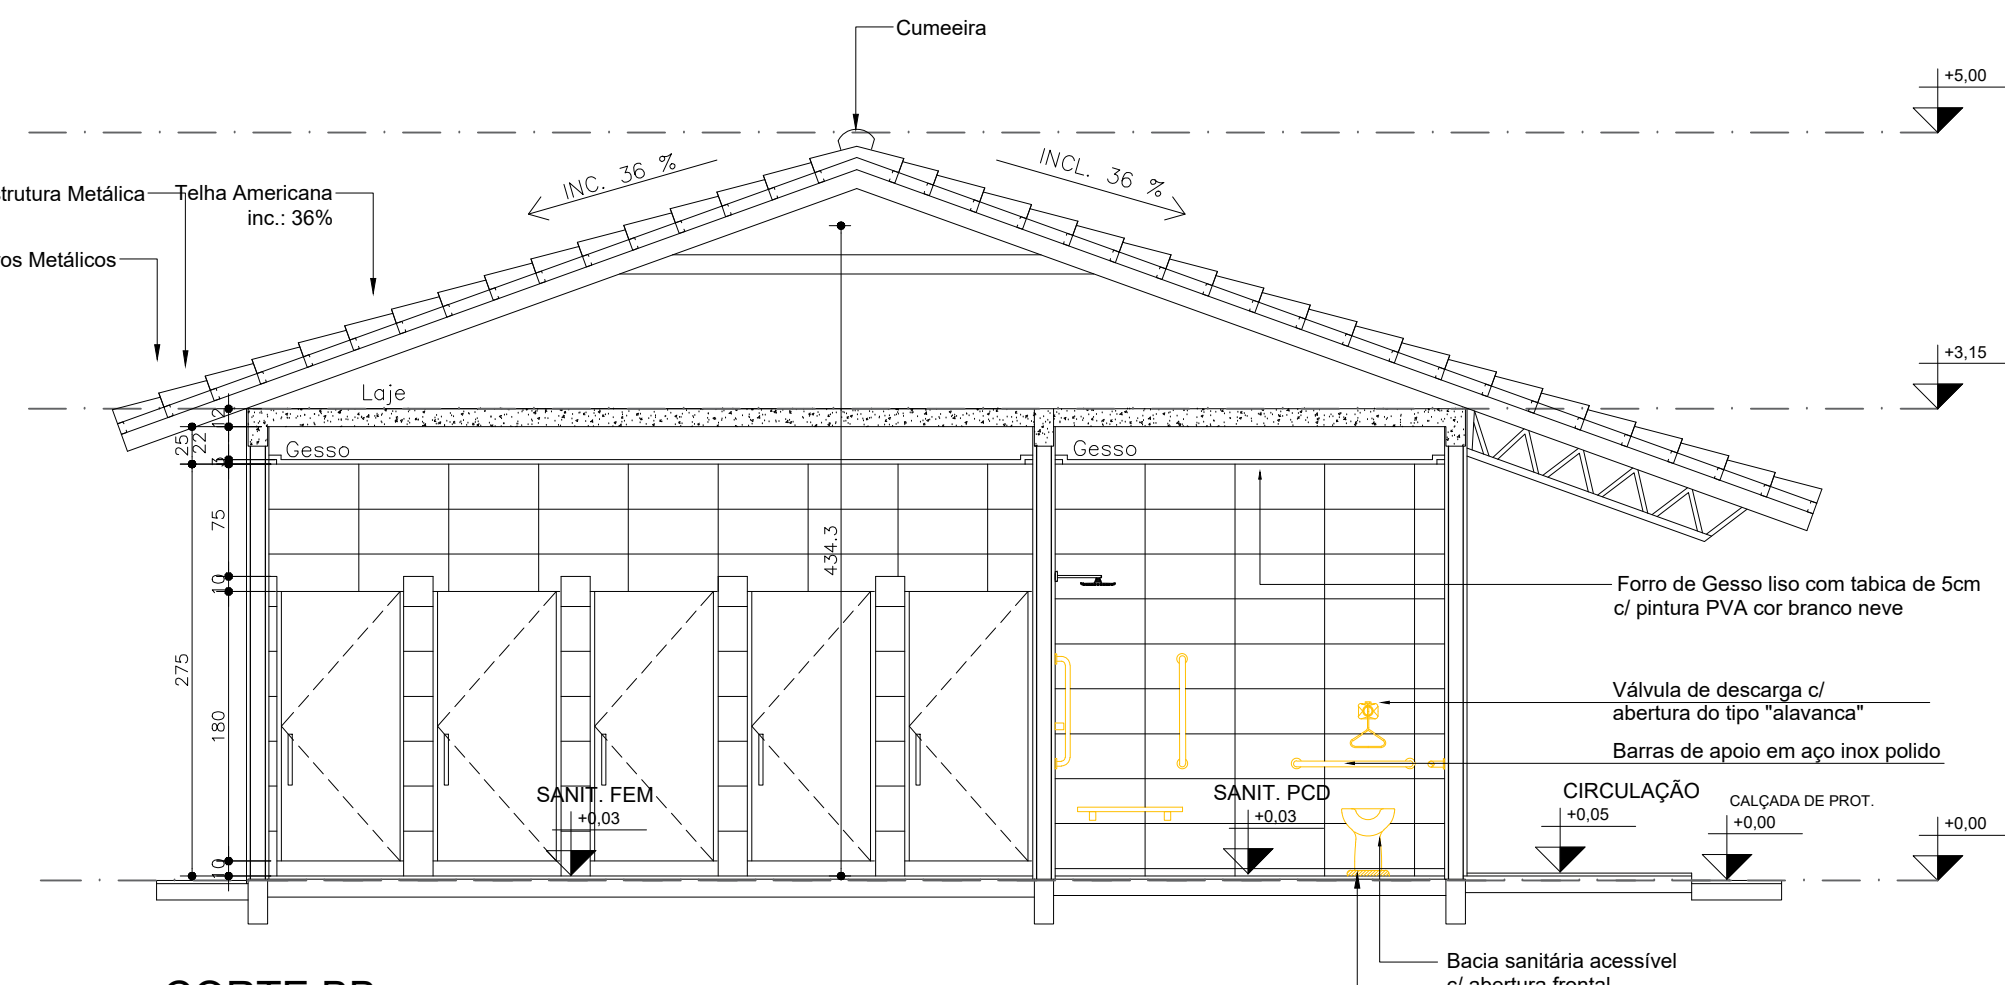 Cumeeira
+5,00
INC. 36 %
INCL. 36 %
strutura Metálica
Telha Americana
inc.: 36%
os Metálicos
+3,15
Laje
12
25
22
Gesso
Gesso
3
75
434.3
10
Forro de Gesso liso com tabica de 5cm
c/ pintura PVA cor branco neve
275
180
Válvula de descarga c/
abertura do tipo "alavanca"
Barras de apoio em aço inox polido
SANIT. FEM
+0,03
SANIT. PCD
+0,03
CIRCULAÇÃO
+0,05
CALÇADA DE PROT.
+0,00
+0,00
10
Bacia sanitária acessível
c/ abertura frontal